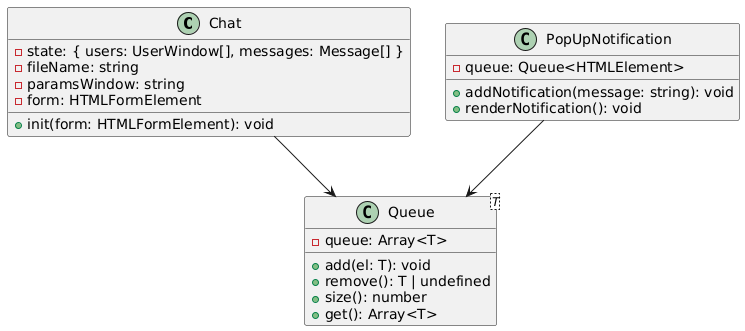 C Chat
state: { users: UserWindow[], messages: Message[] }
fileName: string
paramsWindow: string
form: HTMLFormElement
init(form: HTMLFormElement): void
C PopUpNotification
queue: Queue<HTMLElement>
addNotification(message: string): void
renderNotification(): void
C Queue T
queue: Array<T>
add(el: T): void
remove(): T | undefined
size(): number
get(): Array<T>